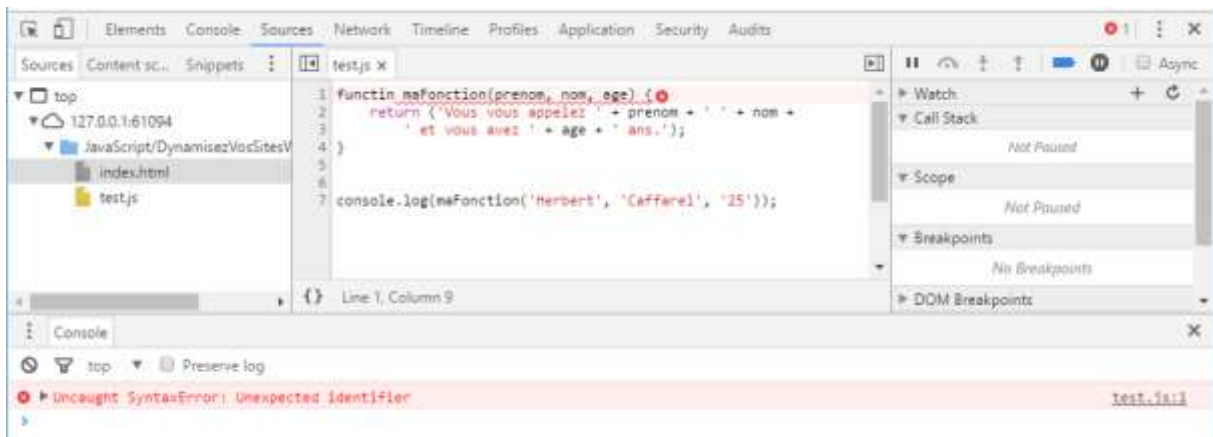 Elements Console Sources Network Timeline Profiles Application Security Audits 1
Sources Content sc... Snippets test.js × Async
top
127.0.0.1:61094
JavaScript/DynamisezVosSitesV
index.html
test.js
1 functin maFonction(prenom, nom, age) {
2 return ('Vous vous appelez ' + prenom + ' ' + nom +
3 ' et vous avez ' + age + ' ans.');
4 }
5
6
7 console.log(maFonction('Herbert', 'Caffarel', '25'));
{} Line 1, Column 9
Watch
Call Stack
Not Paused
Scope
Not Paused
Breakpoints
No Breakpoints
DOM Breakpoints
Console
top Preserve log
Uncaught SyntaxError: Unexpected identifier test.js:1
>